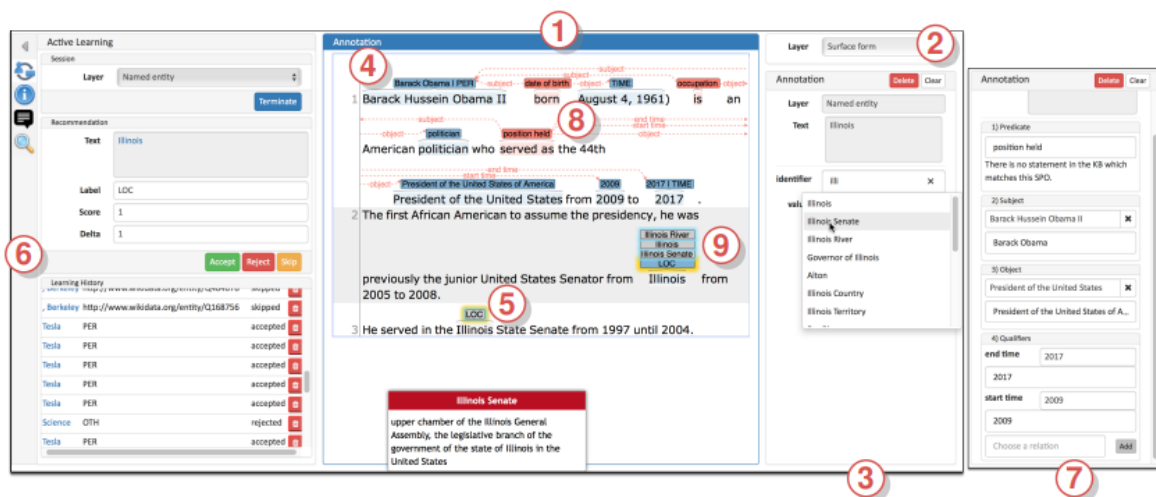 1
2
Active Learning
Session
Layer Named entity
Terminate
Recommendation
Text Illinois
Label LOC
Score 1
Delta 1
6
Accept Reject Skip
Learning History
, Berkeley http://www.wikidata.org/entity/Q168756 skipped
Tesla PER accepted
Tesla PER accepted
Tesla PER accepted
Tesla PER accepted
Science OTH rejected
Tesla PER accepted
Annotation
4
subject
subject
Barack Obama | PER subject date of birth object TIME occupation object
1 Barack Hussein Obama II born August 4, 1961) is an
8
subject end time
start time
object politician position held object
American politician who served as the 44th
end time
start time
object President of the United States of America 2009 2017 | TIME
President of the United States from 2009 to 2017 .
2 The first African American to assume the presidency, he was
Illinois River
Illinois
Illinois Senate
LOC
9
previously the junior United States Senator from Illinois from
2005 to 2008.
LOC
5
3 He served in the Illinois State Senate from 1997 until 2004.
Illinois Senate
upper chamber of the Illinois General
Assembly, the legislative branch of the
government of the state of Illinois in the
United States
Layer Surface form
Annotation Delete Clear
Layer Named entity
Text Illinois
identifier Illi x
Illinois
Illinois Senate
Illinois River
Governor of Illinois
Alton
Illinois Country
Illinois Territory
3
Annotation Delete Clear
1) Predicate
position held
There is no statement in the KB which
matches this SPO.
2) Subject
Barack Hussein Obama II x
Barack Obama
3) Object
President of the United States x
President of the United States of A...
4) Qualifiers
end time 2017
2017
start time 2009
2009
Choose a relation Add
7